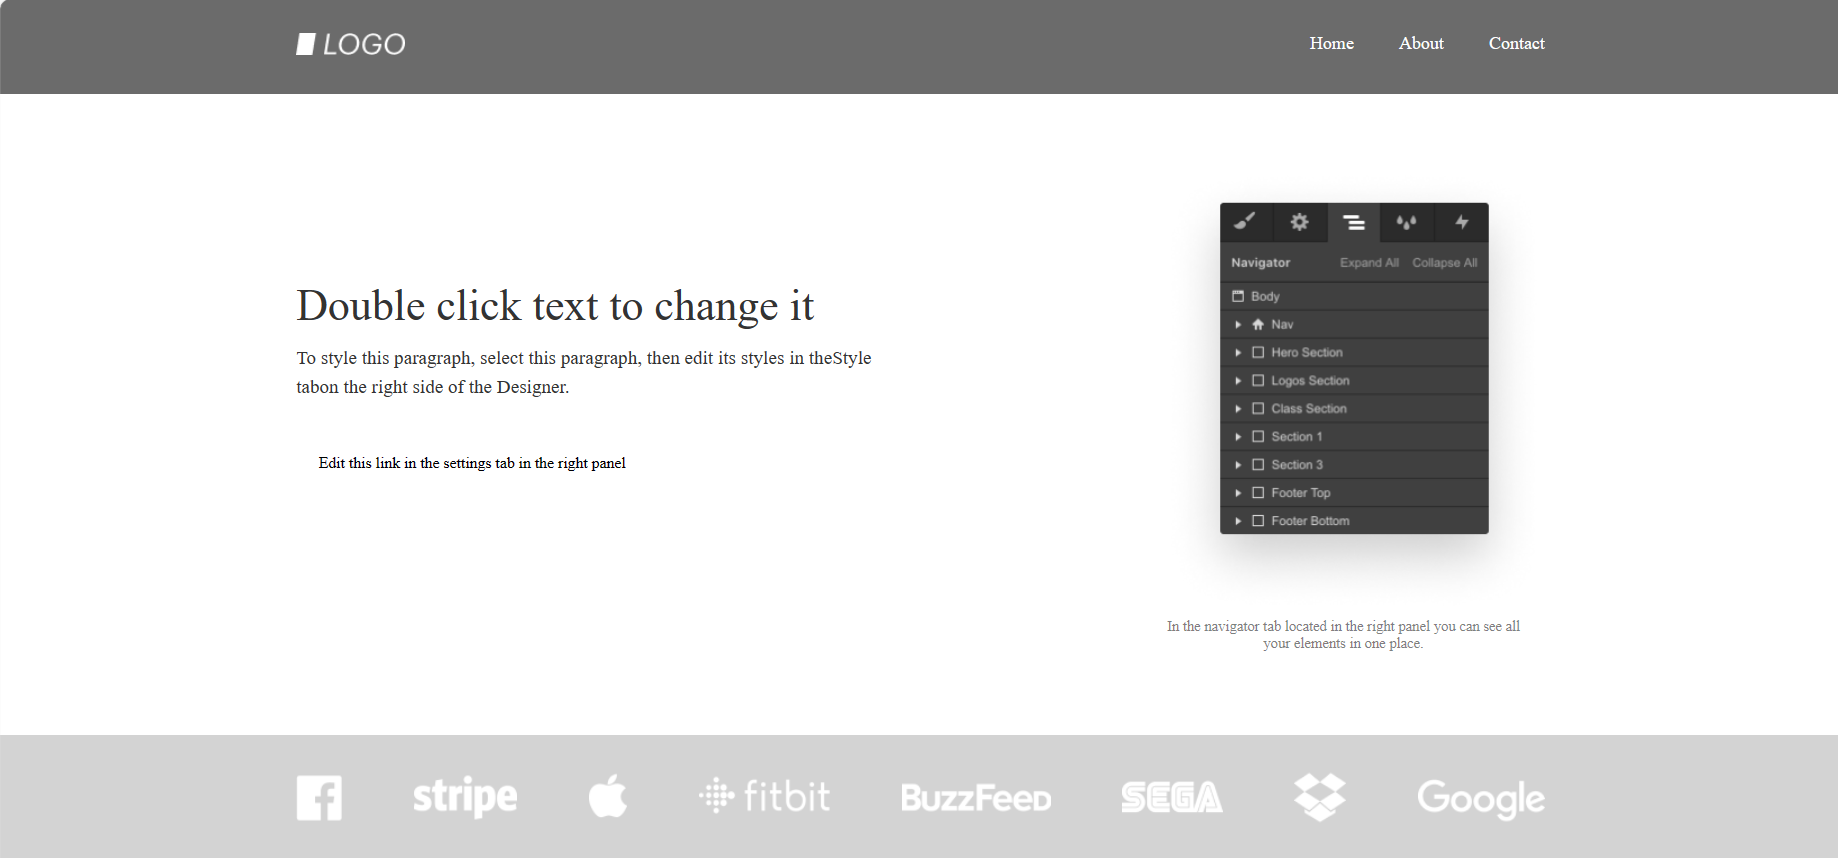 LOGO
Home About Contact
Double click text to change it
To style this paragraph, select this paragraph, then edit its styles in theStyle
tabon the right side of the Designer.
Edit this link in the settings tab in the right panel
Navigator Expand All Collapse All
Body
Nav
Hero Section
Logos Section
Class Section
Section 1
Section 3
Footer Top
Footer Bottom
In the navigator tab located in the right panel you can see all
your elements in one place.
stripe fitbit BuzzFeed SEGA Google